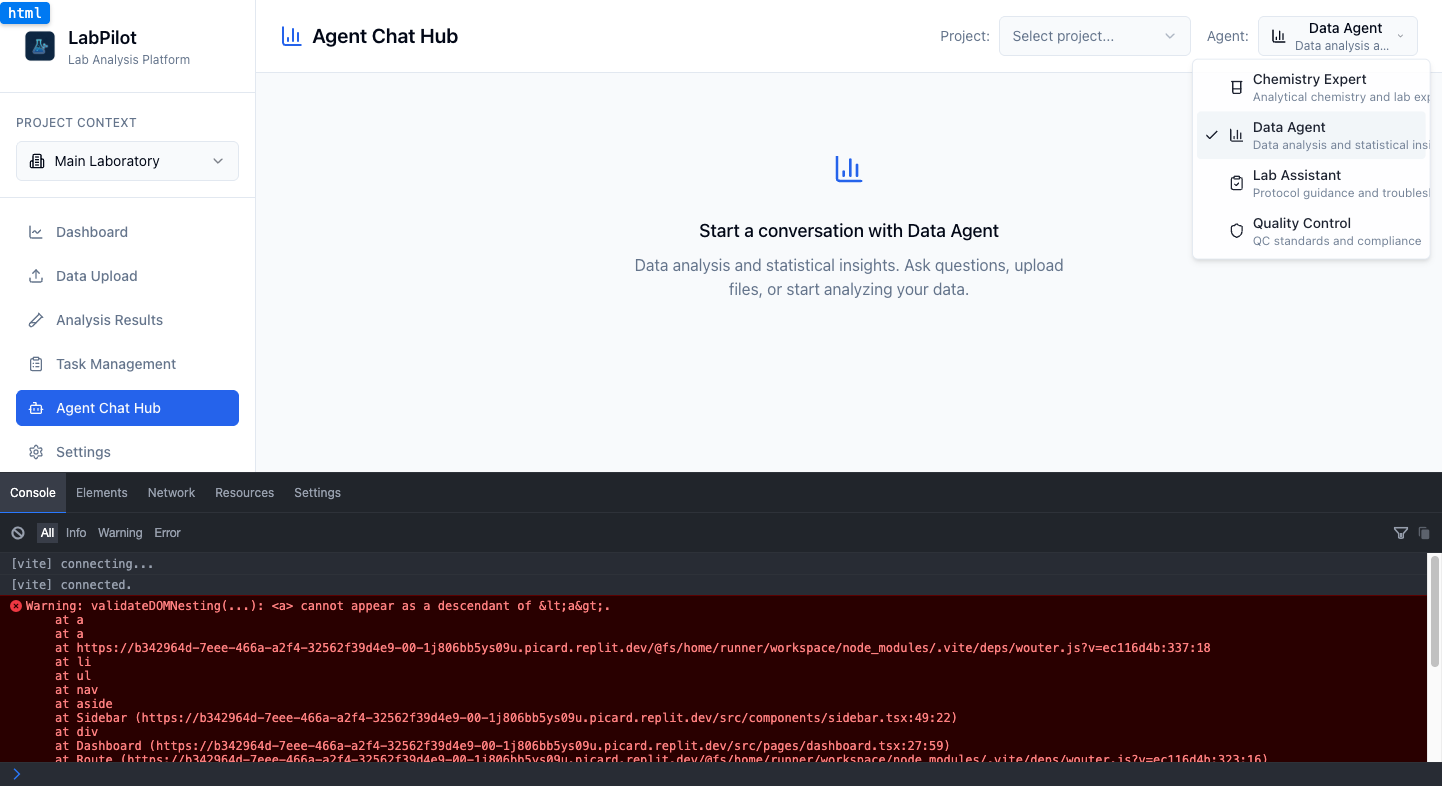 html
LabPilot
Lab Analysis Platform
PROJECT CONTEXT
Main Laboratory
Dashboard
Data Upload
Analysis Results
Task Management
Agent Chat Hub
Settings
Agent Chat Hub
Project:
Select project...
Agent:
Data Agent
Data analysis a...
Chemistry Expert
Analytical chemistry and lab exp
Data Agent
Data analysis and statistical insi
Lab Assistant
Protocol guidance and troublesh
Quality Control
QC standards and compliance
Start a conversation with Data Agent
Data analysis and statistical insights. Ask questions, upload
files, or start analyzing your data.
Console Elements Network Resources Settings
All Info Warning Error
[vite] connecting...
[vite] connected.
Warning: validateDOMNesting(...): <a> cannot appear as a descendant of &lt;a&gt;.
at a
at a
at https://b342964d-7eee-466a-a2f4-32562f39d4e9-00-1j806bb5ys09u.picard.replit.dev/@fs/home/runner/workspace/node_modules/.vite/deps/wouter.js?v=ec116d4b:337:18
at li
at ul
at nav
at aside
at Sidebar (https://b342964d-7eee-466a-a2f4-32562f39d4e9-00-1j806bb5ys09u.picard.replit.dev/src/components/sidebar.tsx:49:22)
at div
at Dashboard (https://b342964d-7eee-466a-a2f4-32562f39d4e9-00-1j806bb5ys09u.picard.replit.dev/src/pages/dashboard.tsx:27:59)
at Route (https://b342964d-7eee-466a-a2f4-32562f39d4e9-00-1j806bb5ys09u.picard.replit.dev/@fs/home/runner/workspace/node_modules/.vite/deps/wouter.js?v=ec116d4b:323:16)